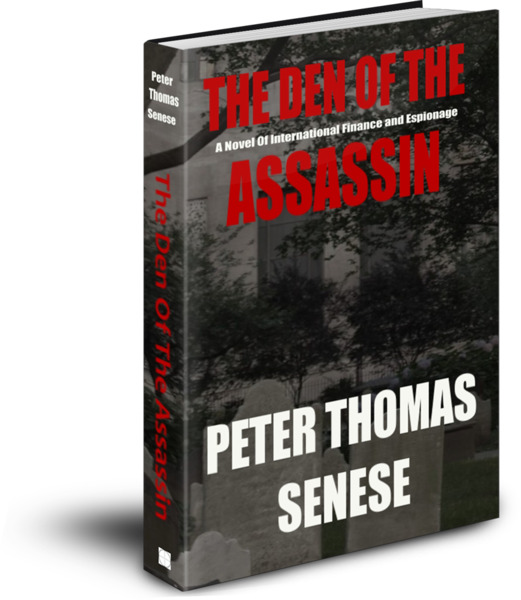 Peter
Thomas
Senese
The Den Of The Assassin
THE DEN OF THE
A Novel Of International Finance and Espionage
ASSASSIN
PETER THOMAS
SENESE